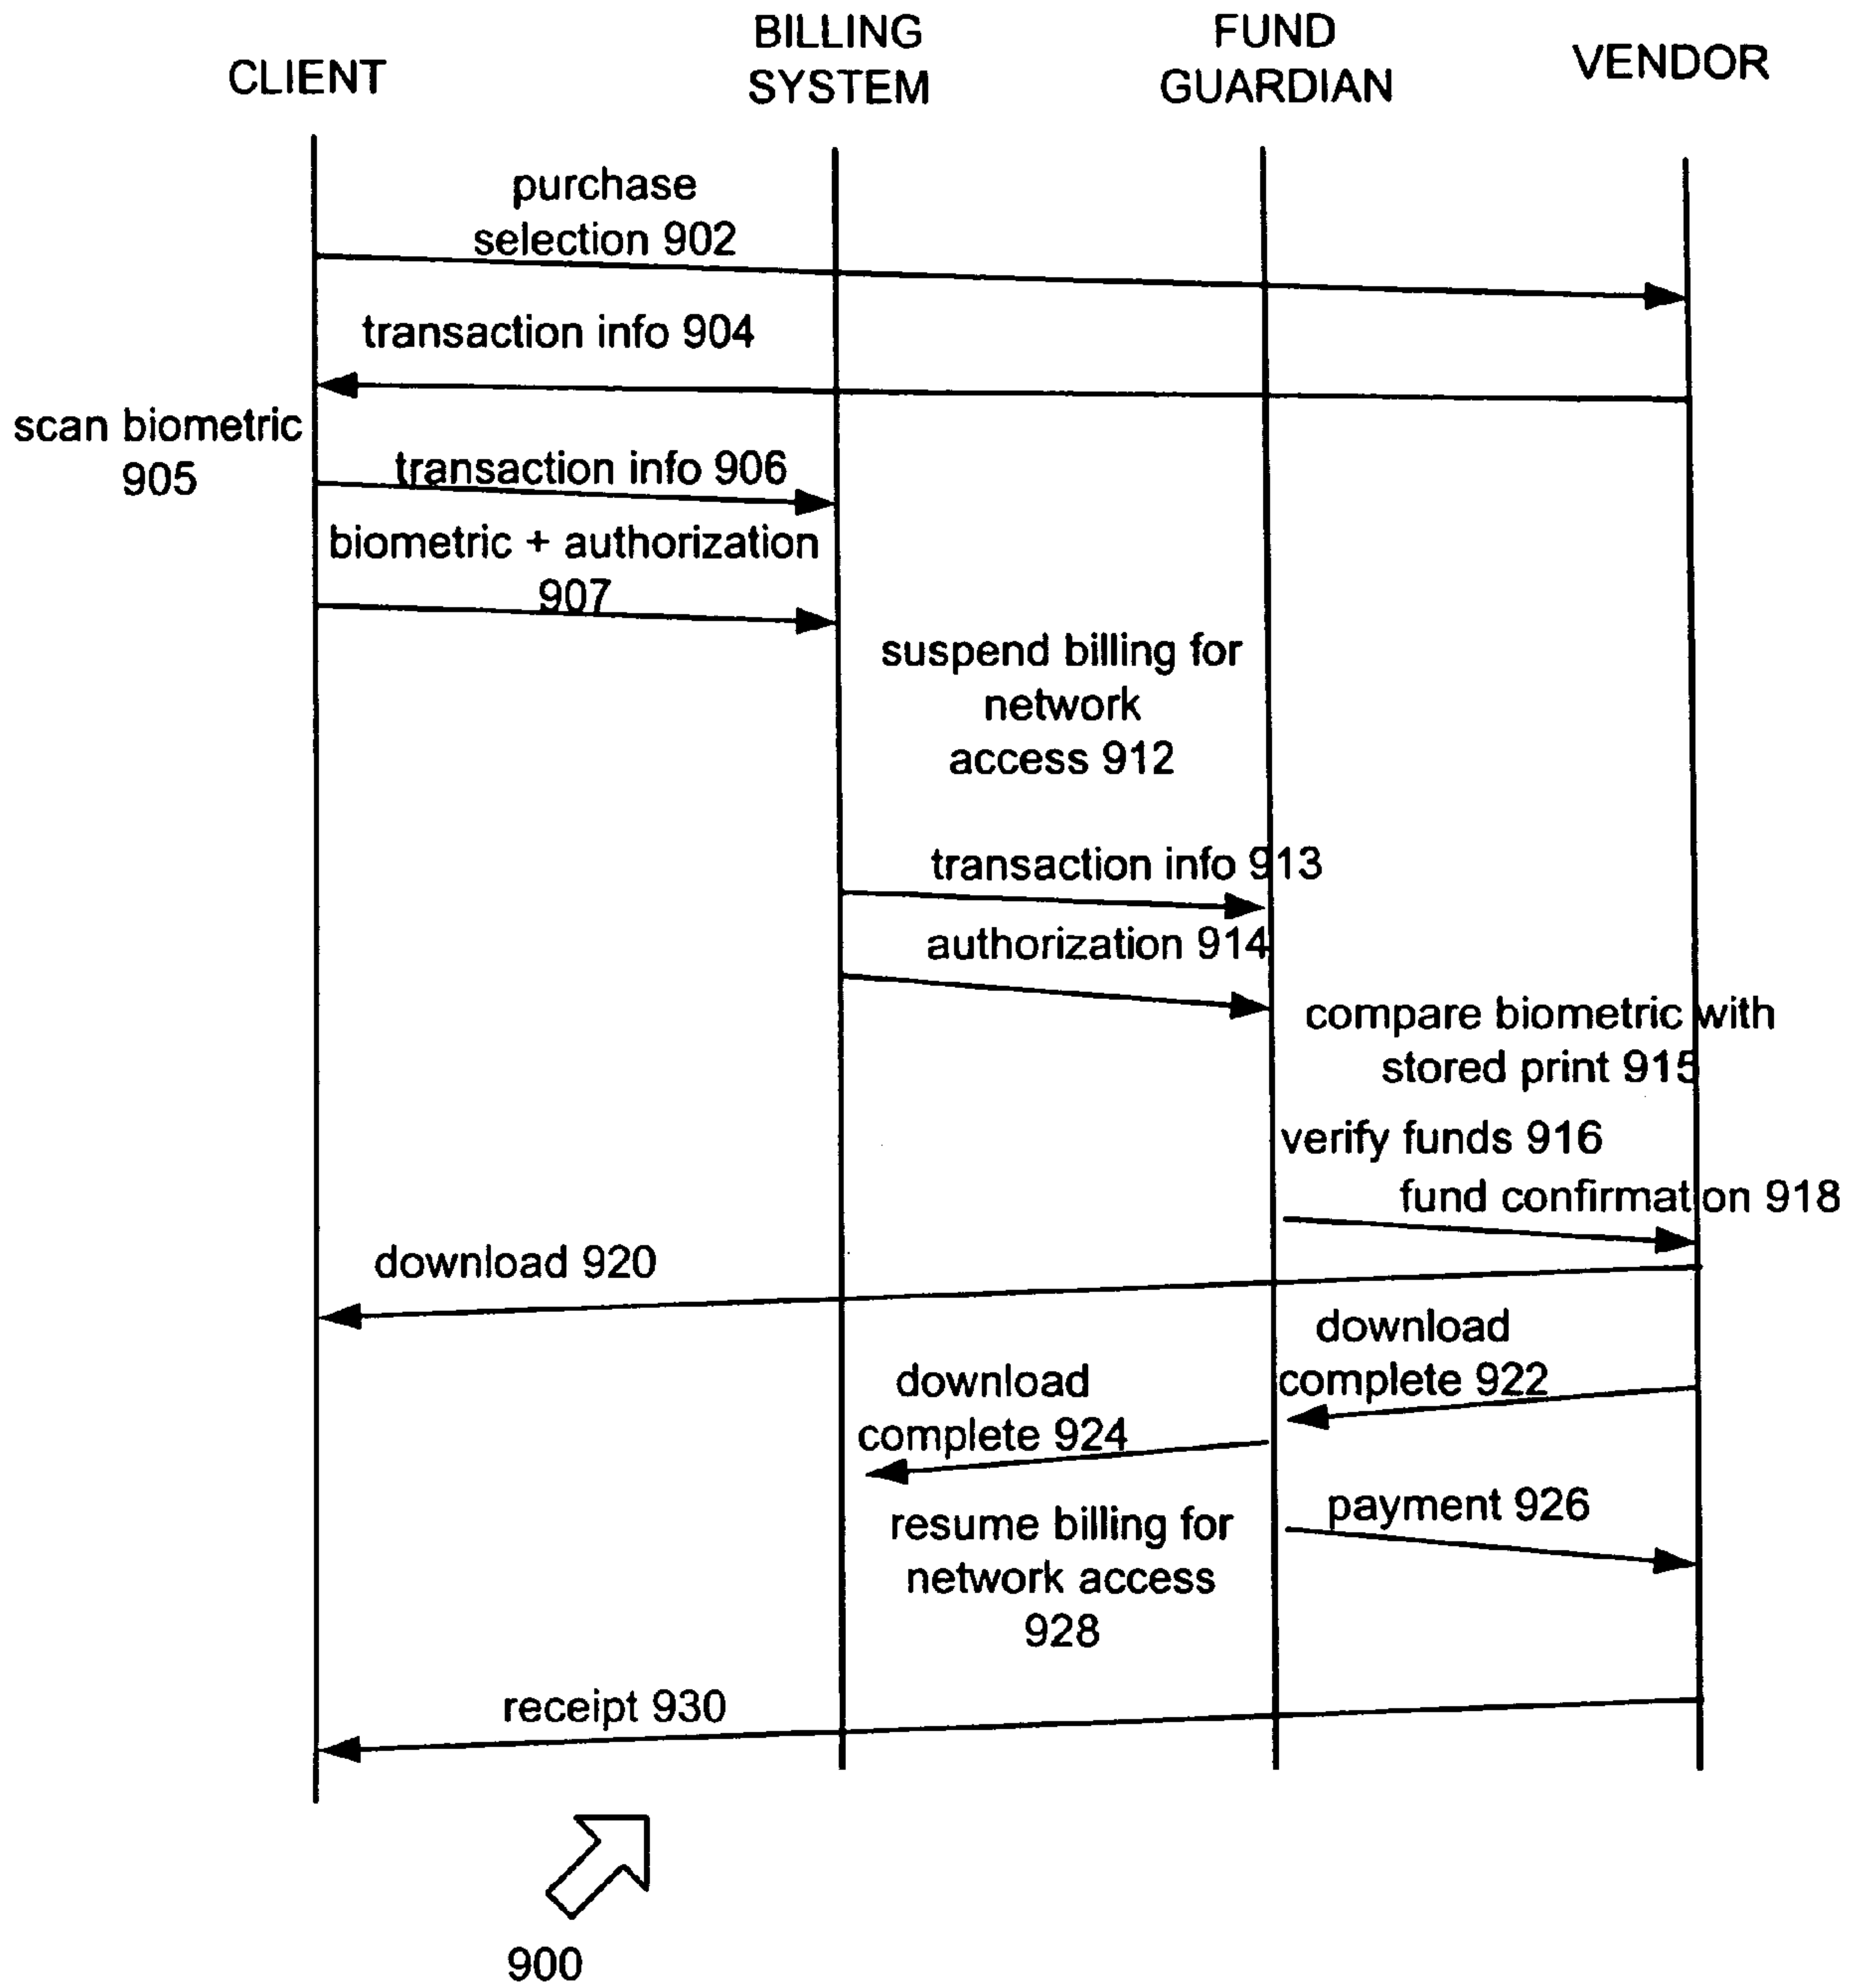 CLIENT
BILLING
SYSTEM
FUND
GUARDIAN
VENDOR
purchase
selection 902
transaction info 904
scan biometric
905
transaction info 906
biometric + authorization
907
suspend billing for
network
access 912
transaction info 913
authorization 914
compare biometric with
stored print 915
verify funds 916
fund confirmation 918
download 920
download
complete 922
download
complete 924
payment 926
resume billing for
network access
928
receipt 930
900